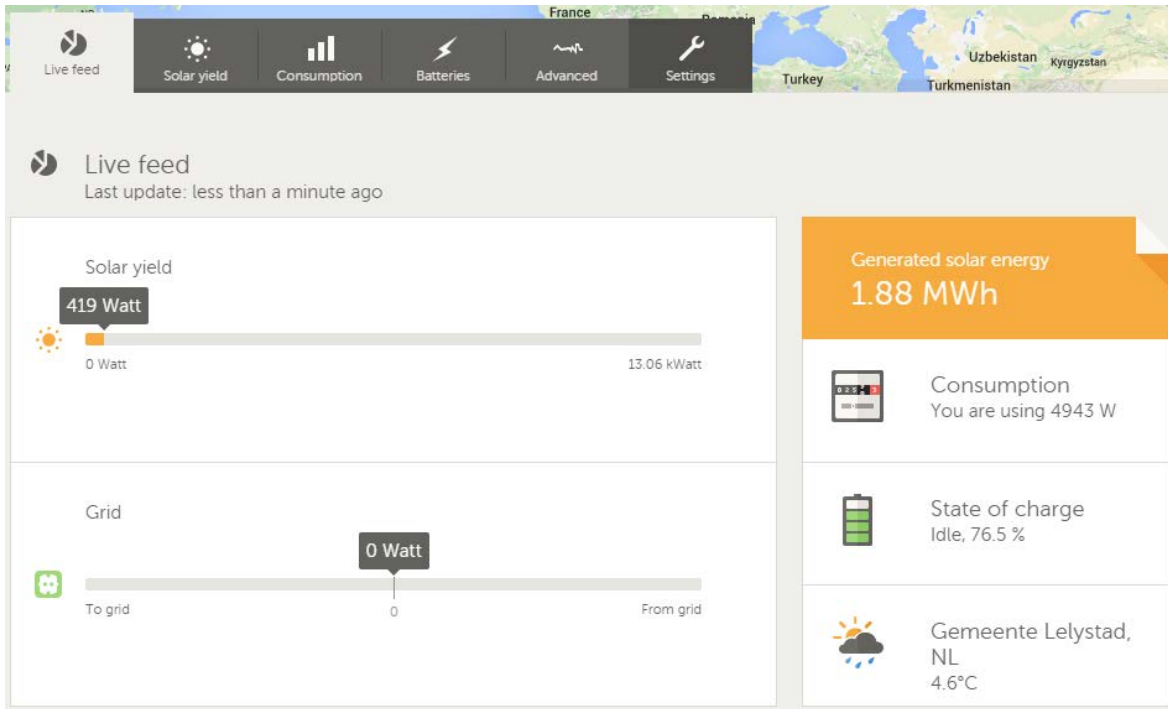 France
Romania
Uzbekistan
Kyrgyzstan
Turkey
Turkmenistan
Live feed
Solar yield
Consumption
Batteries
Advanced
Settings
Live feed
Last update: less than a minute ago
Solar yield
419 Watt
0 Watt
13.06 kWatt
Grid
0 Watt
To grid
0
From grid
Generated solar energy
1.88 MWh
Consumption
You are using 4943 W
State of charge
Idle, 76.5 %
Gemeente Lelystad,
NL
4.6°C